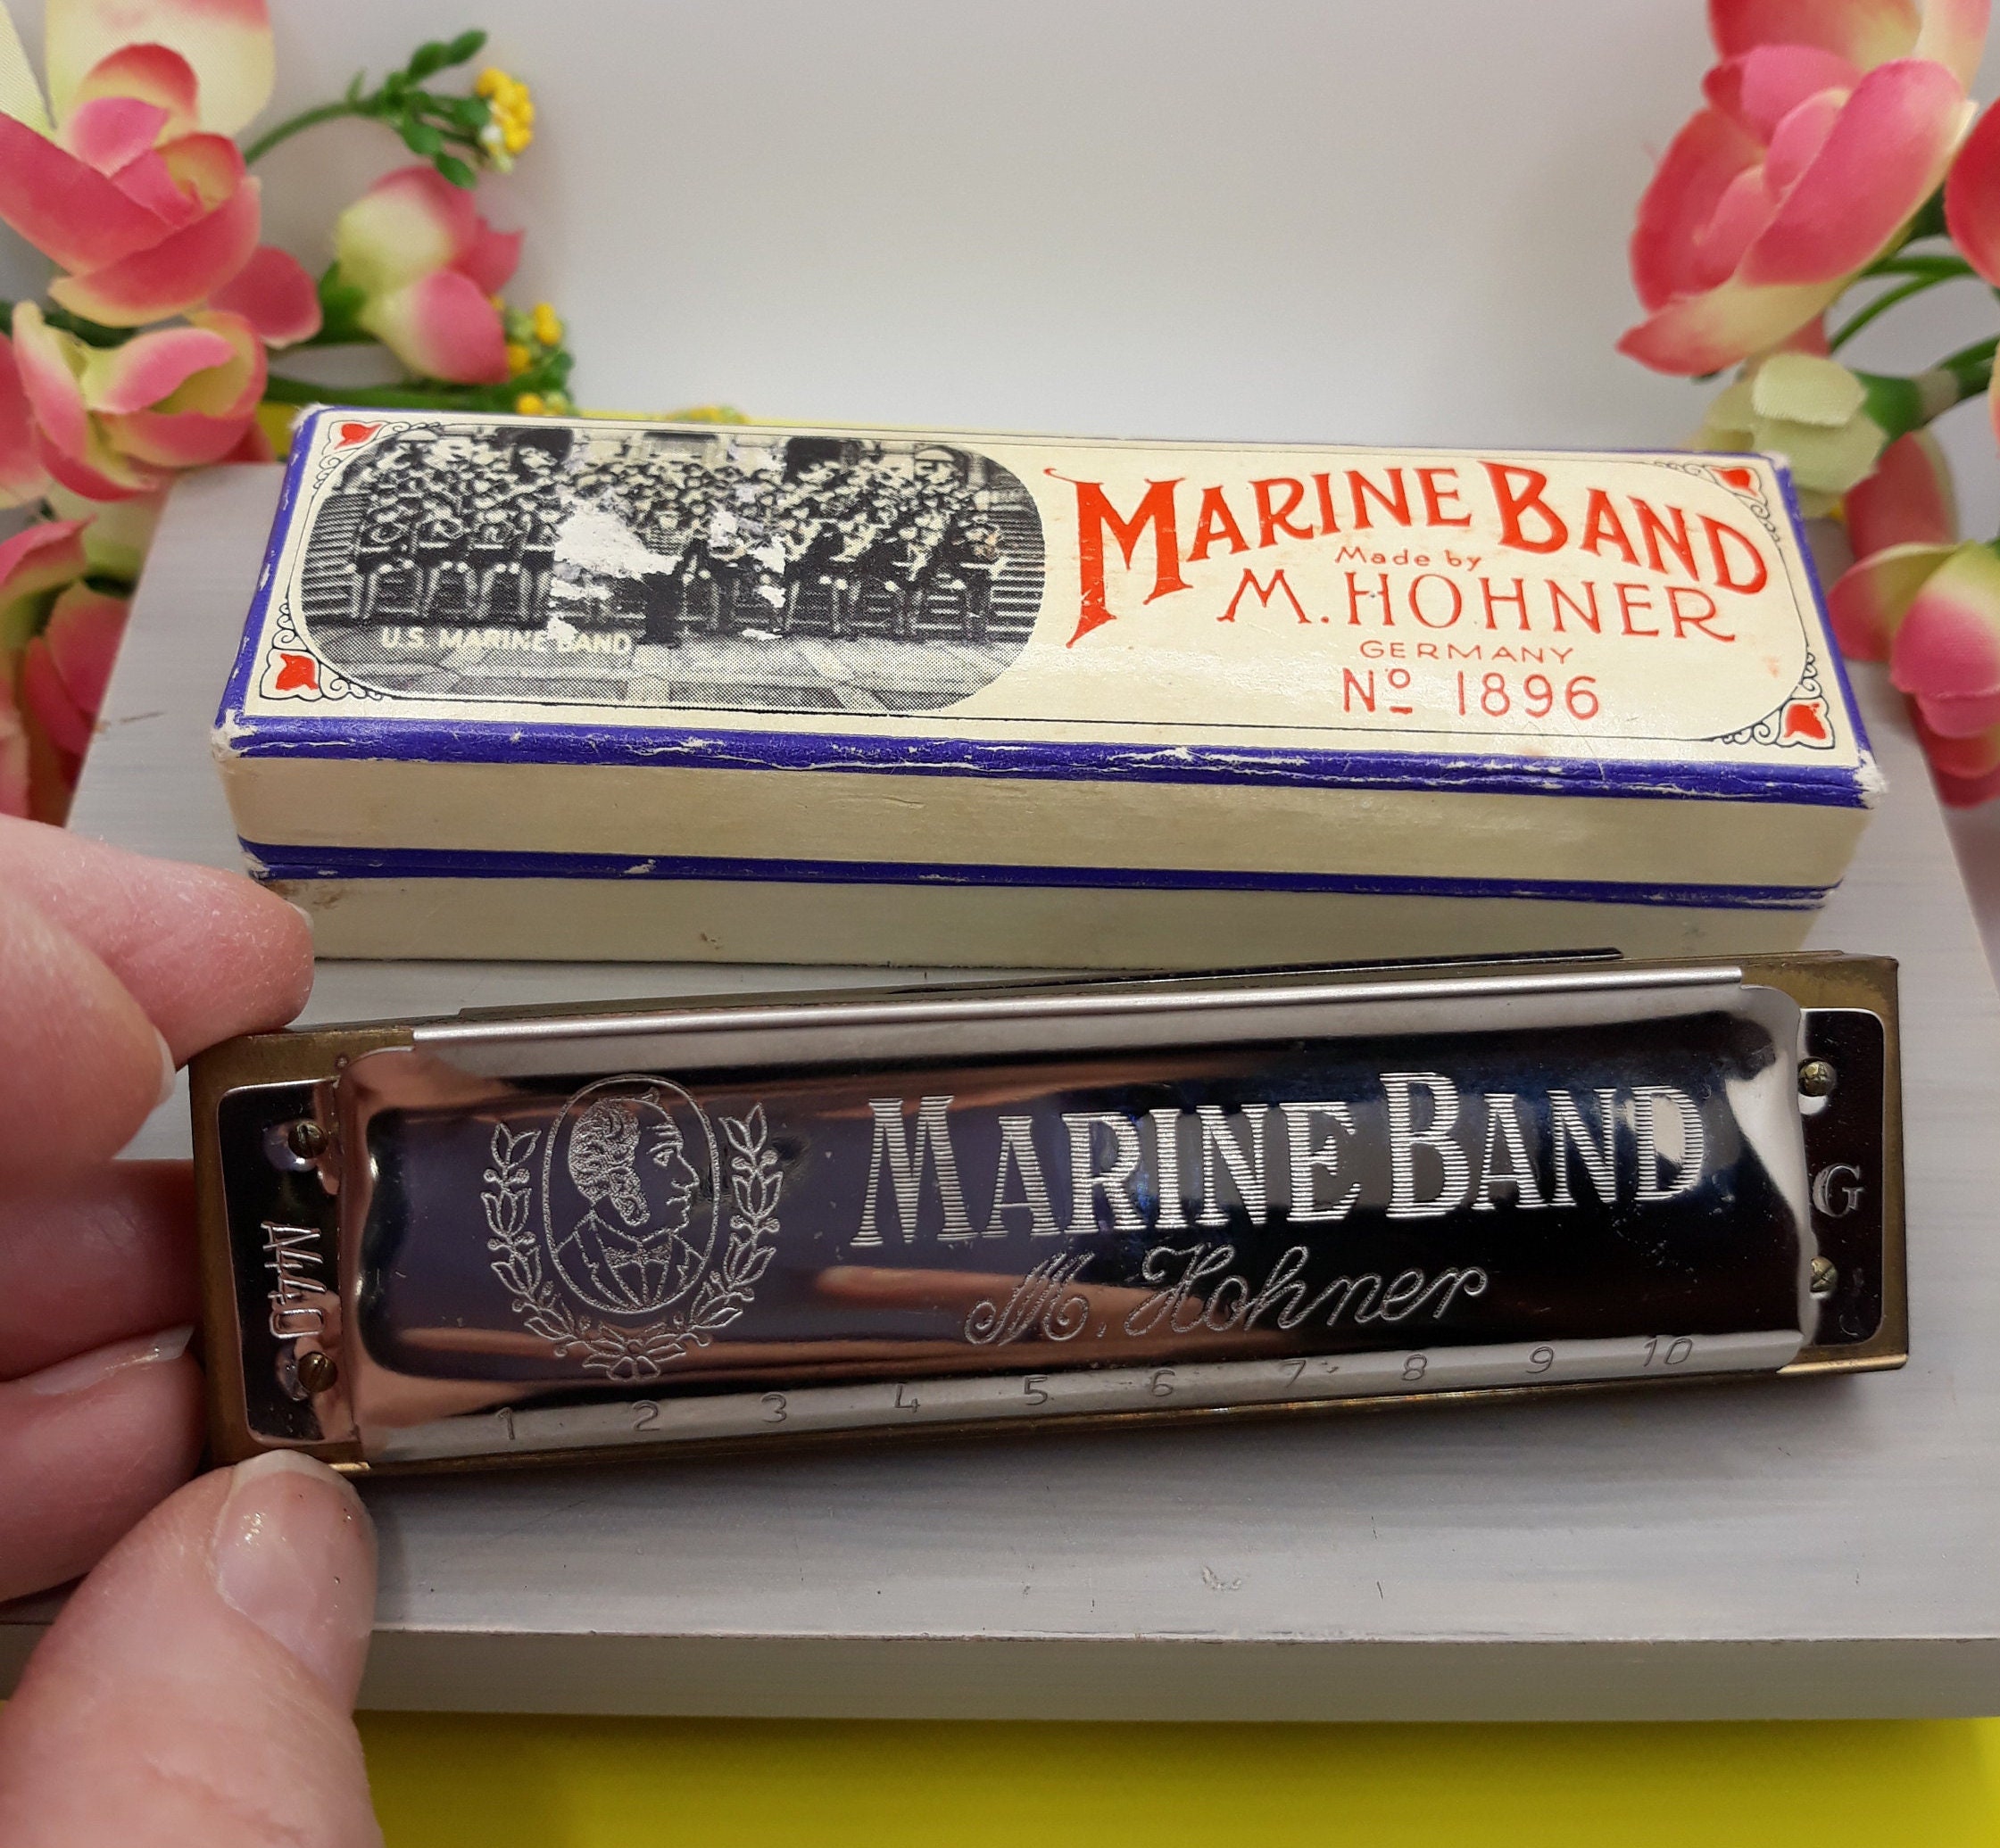 U.S. MARINE BAND
MARINE BAND
Made by
M. HOHNER
GERMANY
Nº 1896
A440
MARINE BAND
M. Hohner
G
1 2 3 4 5 6 7 8 9 10